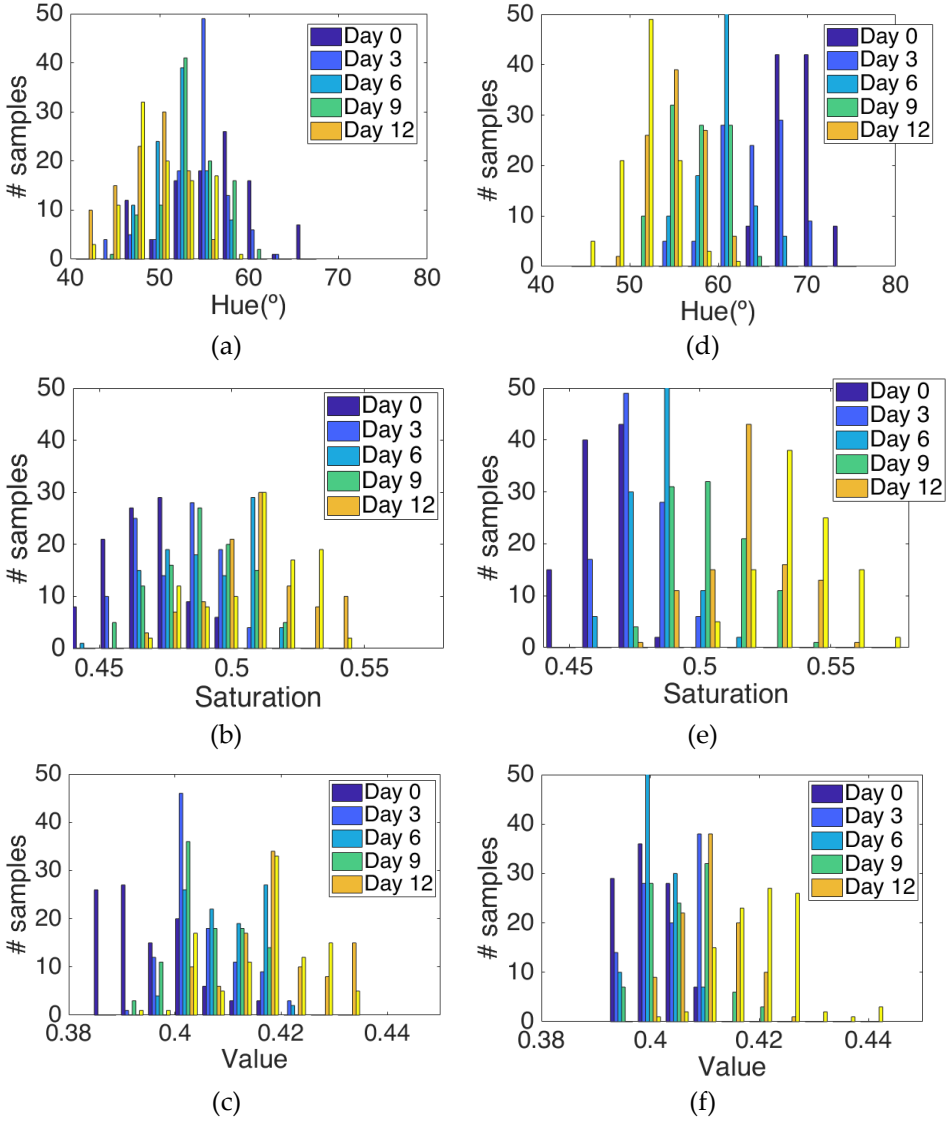 50
40
30
20
10
0
# samples
40 50 60 70 80
Hue(º)
Day 0
Day 3
Day 6
Day 9
Day 12
(a)
50
40
30
20
10
0
# samples
40 50 60 70 80
Hue(º)
Day 0
Day 3
Day 6
Day 9
Day 12
(d)
50
40
30
20
10
0
# samples
0.45 0.5 0.55
Saturation
Day 0
Day 3
Day 6
Day 9
Day 12
(b)
50
40
30
20
10
0
# samples
0.45 0.5 0.55
Saturation
Day 0
Day 3
Day 6
Day 9
Day 12
(e)
50
40
30
20
10
0
# samples
0.38 0.4 0.42 0.44
Value
Day 0
Day 3
Day 6
Day 9
Day 12
(c)
50
40
30
20
10
0
# samples
0.38 0.4 0.42 0.44
Value
Day 0
Day 3
Day 6
Day 9
Day 12
(f)